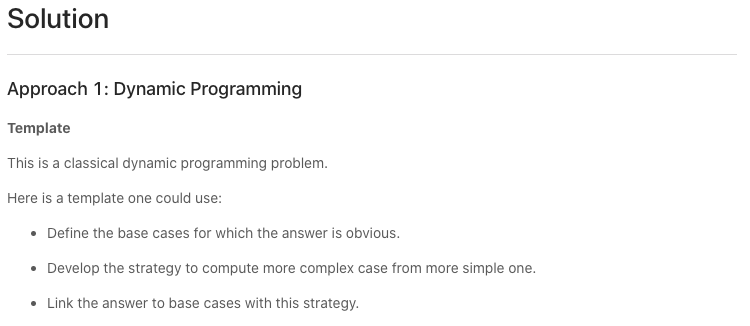 Solution
Approach 1: Dynamic Programming
Template
This is a classical dynamic programming problem.
Here is a template one could use:
• Define the base cases for which the answer is obvious.
• Develop the strategy to compute more complex case from more simple one.
• Link the answer to base cases with this strategy.